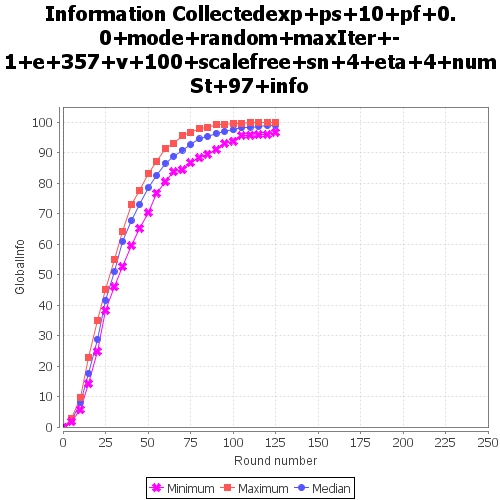 Information Collectedexp+ps+10+pf+0.
0+mode+random+maxIter+-
1+e+357+v+100+scalefree+sn+4+eta+4+num
St+97+info
100
90
80
70
60
50
40
30
20
10
0
GlobalInfo
0 25 50 75 100 125 150 175 200 225 250
Round number
Minimum Maximum Median